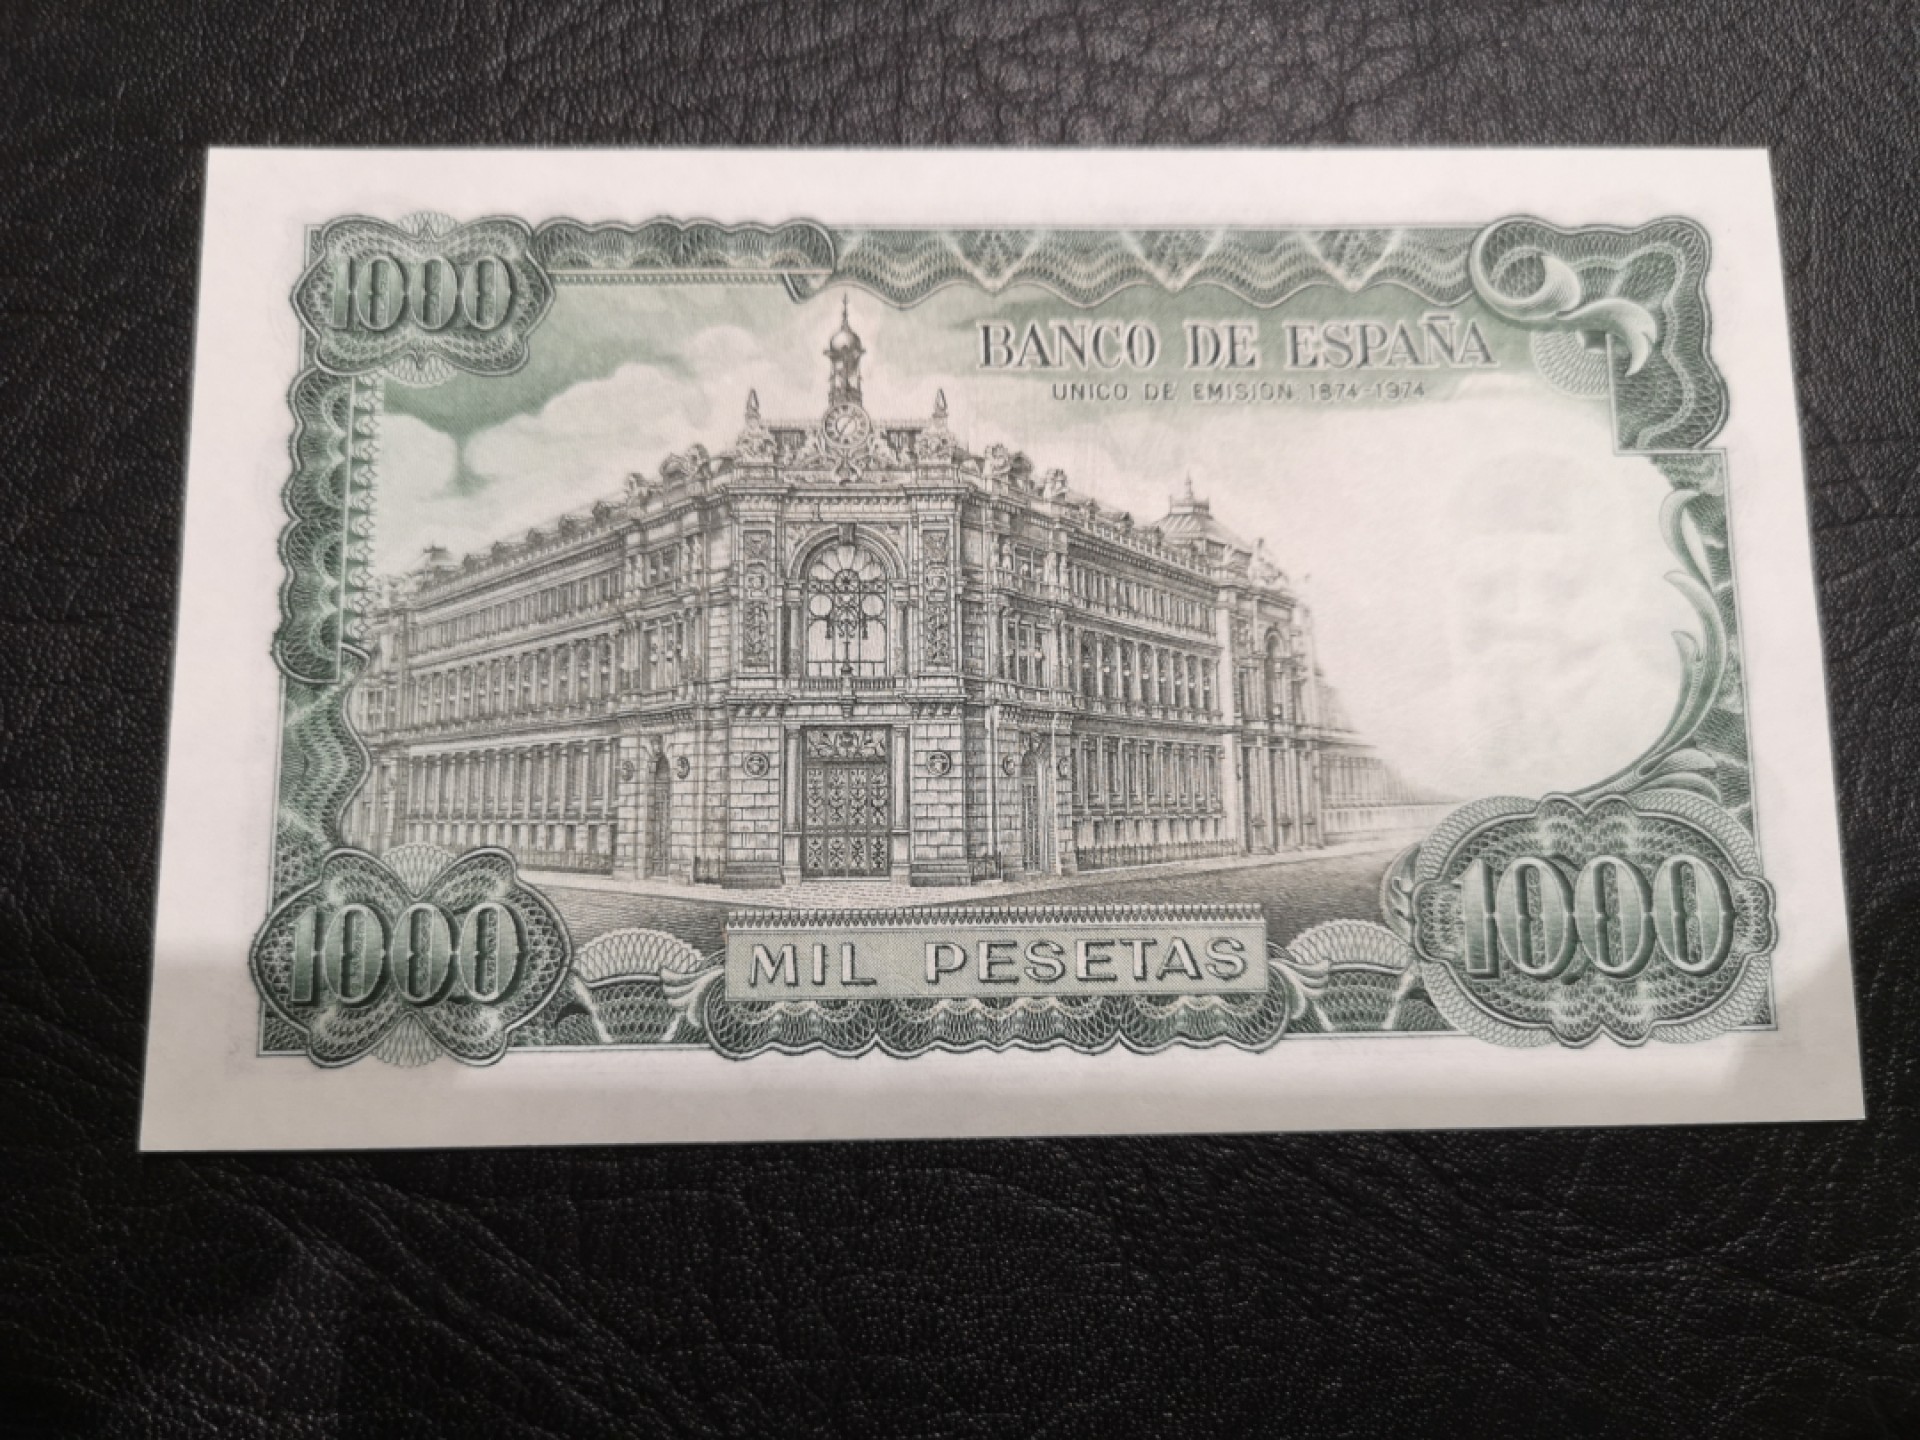 1000
BANCO DE ESPAÑA
UNICO DE EMISION 1874-1974
1000
MIL PESETAS
1000